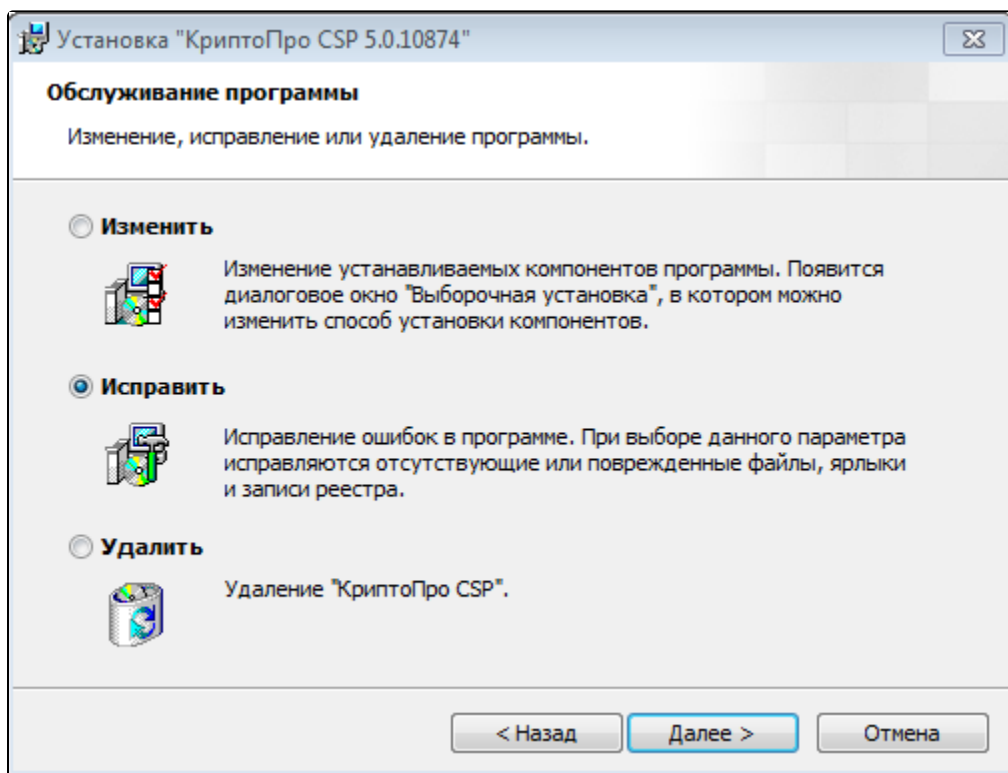 Установка "КриптоПро CSP 5.0.10874"
Обслуживание программы
Изменение, исправление или удаление программы.
Изменить
Изменение устанавливаемых компонентов программы. Появится
диалоговое окно "Выборочная установка", в котором можно
изменить способ установки компонентов.
Исправить
Исправление ошибок в программе. При выборе данного параметра
исправляются отсутствующие или поврежденные файлы, ярлыки
и записи реестра.
Удалить
Удаление "КриптоПро CSP".
< Назад
Далее >
Отмена